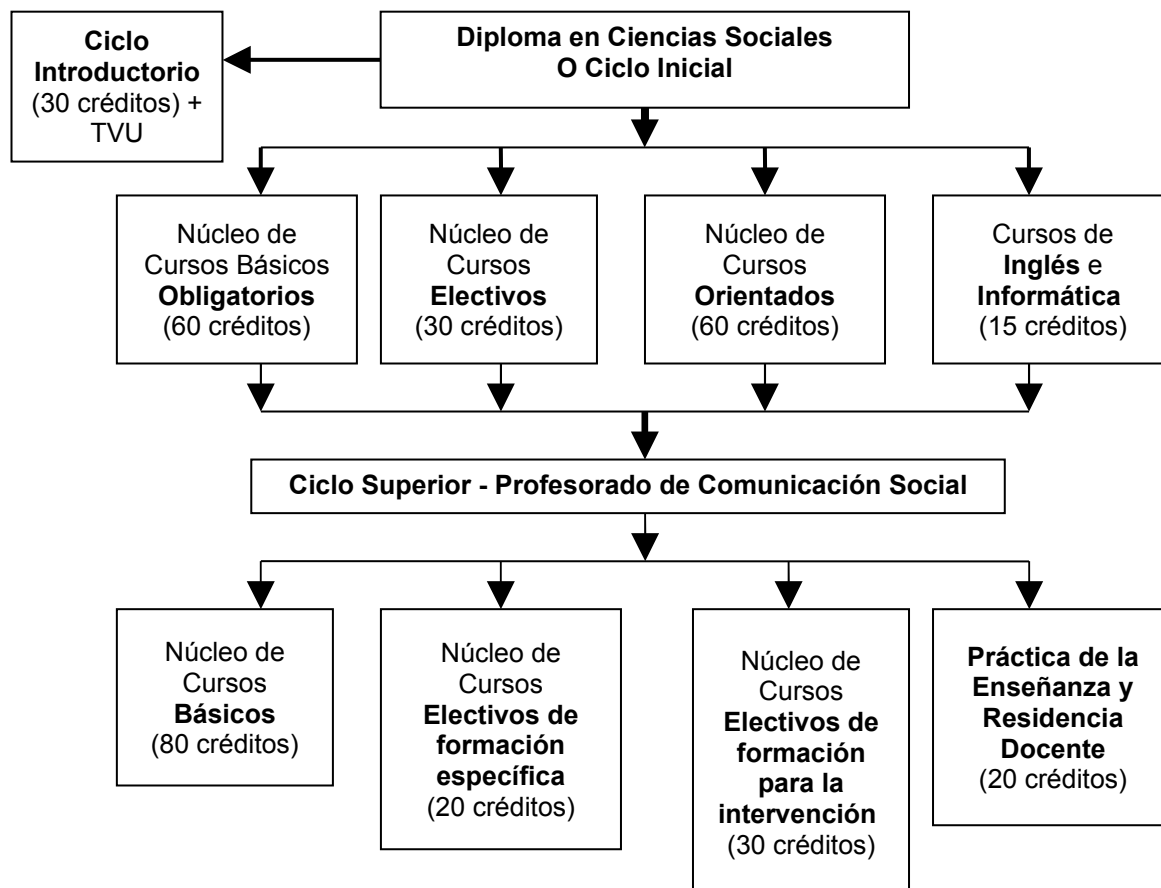 Ciclo
Introductorio
(30 créditos) +
TVU
Diploma en Ciencias Sociales
O Ciclo Inicial
Núcleo de
Cursos Básicos
Obligatorios
(60 créditos)
Núcleo de
Cursos
Electivos
(30 créditos)
Núcleo de
Cursos
Orientados
(60 créditos)
Cursos de
Inglés e
Informática
(15 créditos)
Ciclo Superior - Profesorado de Comunicación Social
Núcleo de
Cursos
Básicos
(80 créditos)
Núcleo de
Cursos
Electivos de
formación
específica
(20 créditos)
Núcleo de
Cursos
Electivos de
formación
para la
intervención
(30 créditos)
Práctica de la
Enseñanza y
Residencia
Docente
(20 créditos)